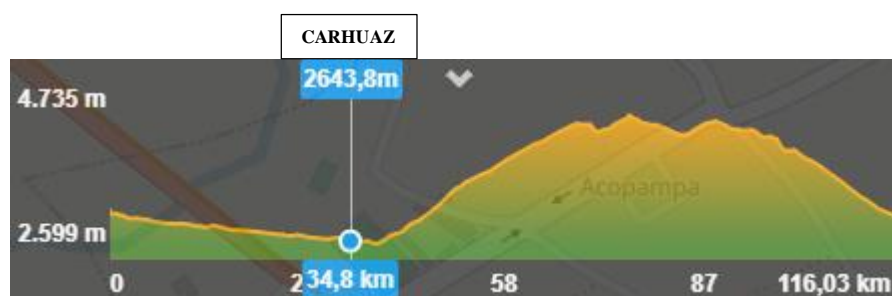 CARHUAZ
2643,8m
4.735 m
Acopampa
2.599 m
0 2 34,8 km 58 87 116,03 km